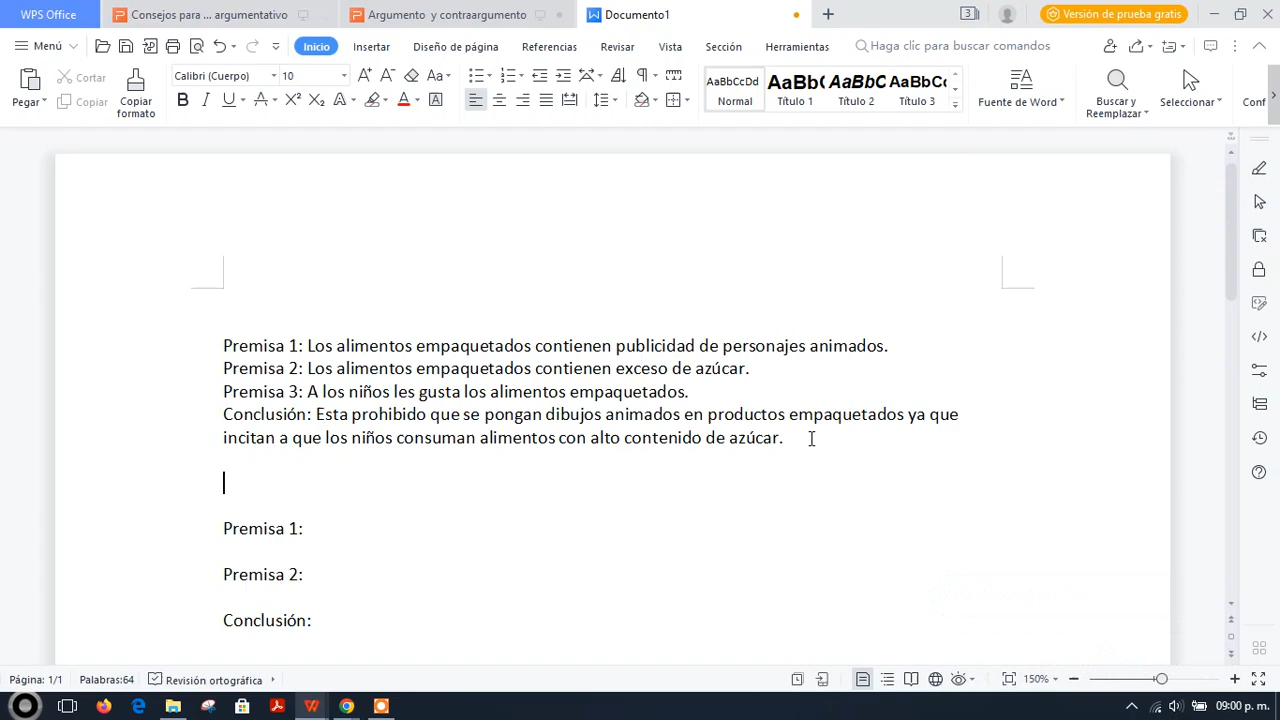 WPS Office
Consejos para ... argumentativo
Argumento y contraargumento
Documento1
Versión de prueba gratis
Menú
Inicio
Insertar
Diseño de página
Referencias
Revisar
Vista
Sección
Herramientas
Haga clic para buscar comandos
Pegar
Cortar
Copiar
Copiar formato
Calibri (Cuerpo)
10
AaBbCcDd
Normal
AaBb(
Título 1
AaBbC
Título 2
AaBbCc
Título 3
Fuente de Word
Buscar y Reemplazar
Seleccionar
Conf
Premisa 1: Los alimentos empaquetados contienen publicidad de personajes animados.
Premisa 2: Los alimentos empaquetados contienen exceso de azúcar.
Premisa 3: A los niños les gusta los alimentos empaquetados.
Conclusión: Esta prohibido que se pongan dibujos animados en productos empaquetados ya que
incitan a que los niños consuman alimentos con alto contenido de azúcar.
Premisa 1:
Premisa 2:
Conclusión:
Página: 1/1
Palabras:64
Revisión ortográfica
150%
09:00 p. m.